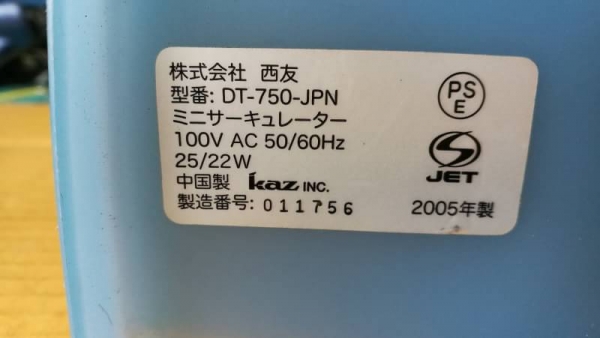 株式会社 西友
型番: DT-750-JPN
ミニサーキュレーター
100V AC 50/60Hz
25/22W
中国製 kaz INC.
製造番号: 011756
PS
E
JET
2005年製